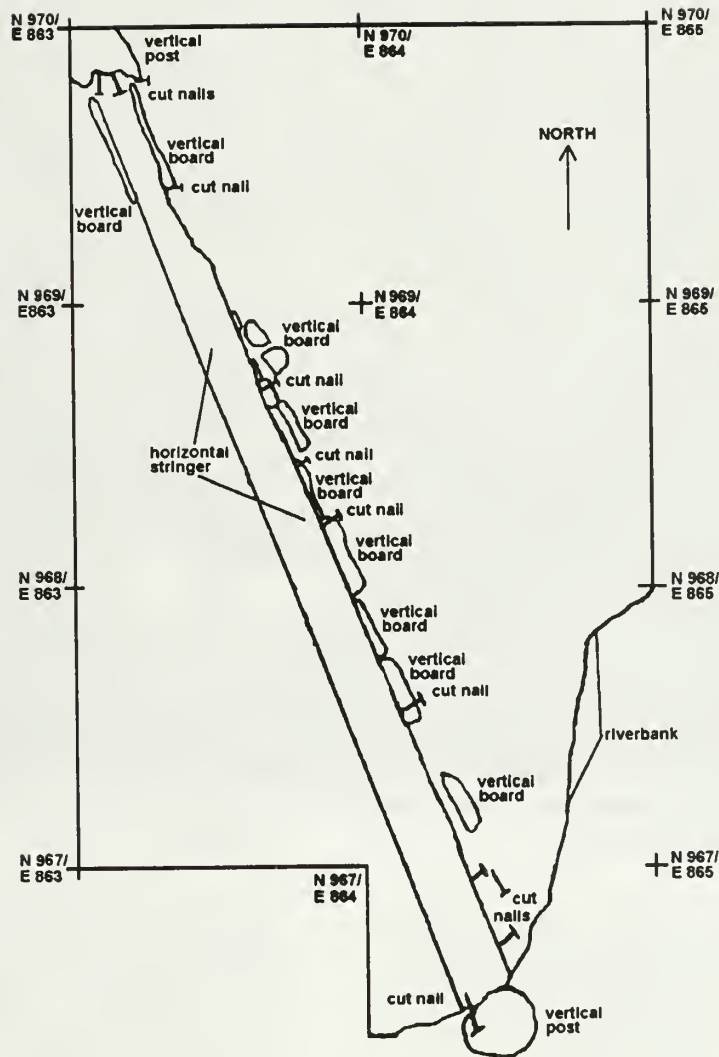 N 970/
E 863
N 970/
E 864
N 970/
E 865
vertical
post
cut nails
vertical
board
cut nail
vertical
board
NORTH
N 969/
E 863
N 969/
E 864
N 969/
E 865
vertical
board
cut nail
vertical
board
horizontal
stringer
cut nail
vertical
board
cut nail
vertical
board
N 968/
E 863
N 968/
E 865
vertical
board
vertical
board
cut nail
riverbank
vertical
board
N 967/
E 863
N 967/
E 864
N 967/
E 865
cut
nails
cut nail
vertical
post